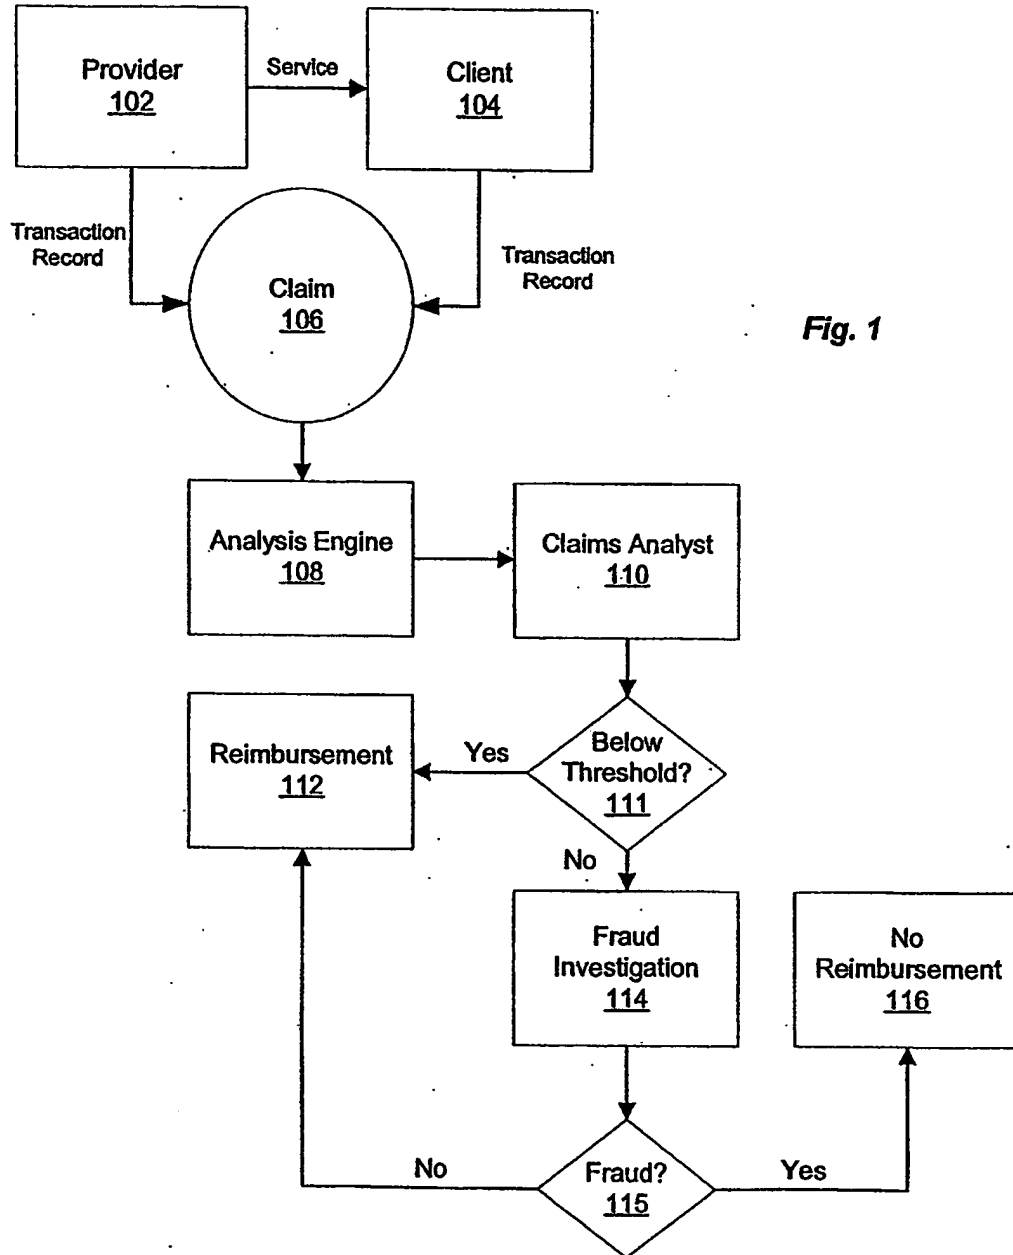 Provider
102
Service
Client
104
Transaction
Record
Transaction
Record
Claim
106
Fig. 1
Analysis Engine
108
Claims Analyst
110
Reimbursement
112
Yes
Below
Threshold?
111
No
Fraud
Investigation
114
No
Reimbursement
116
No
Fraud?
115
Yes